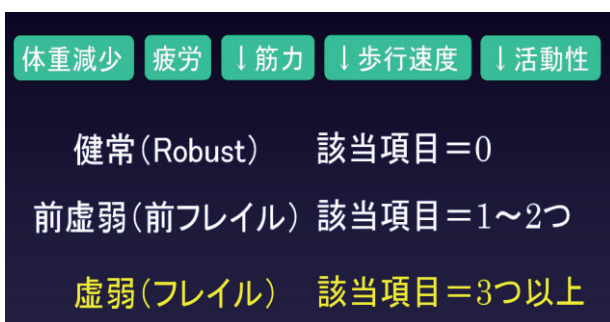 体重減少 疲労 ↓筋力 ↓歩行速度 ↓活動性
健常(Robust) 該当項目=0
前虚弱(前フレイル) 該当項目=1〜2つ
虚弱(フレイル) 該当項目=3つ以上